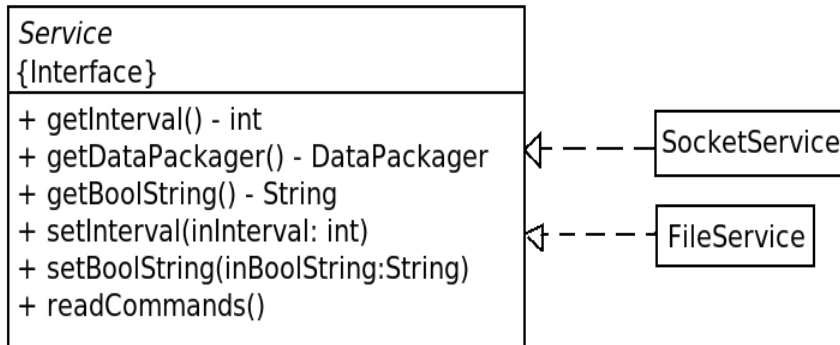 Service
{Interface}
+ getInterval() - int
+ getDataPackager() - DataPackager
+ getBoolString() - String
+ setInterval(inInterval: int)
+ setBoolString(inBoolString:String)
+ readCommands()
SocketService
FileService